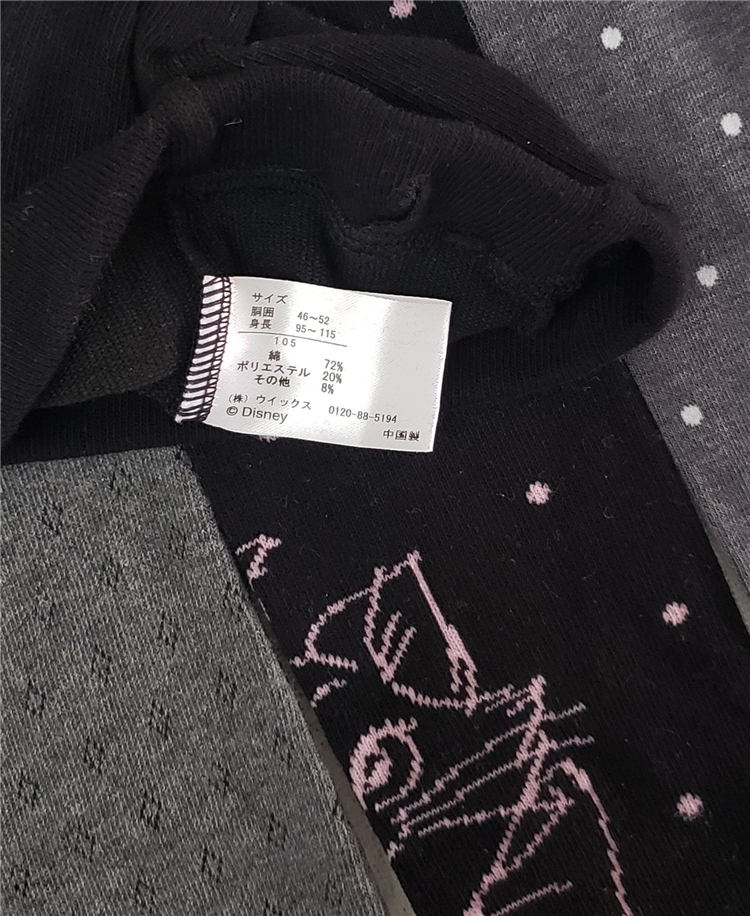 サイズ
胴囲 46～52
身長 95～115
105
綿 72%
ポリエステル 20%
その他 8%
(株) ウイックス 0120-88-5194
© Disney
中国製